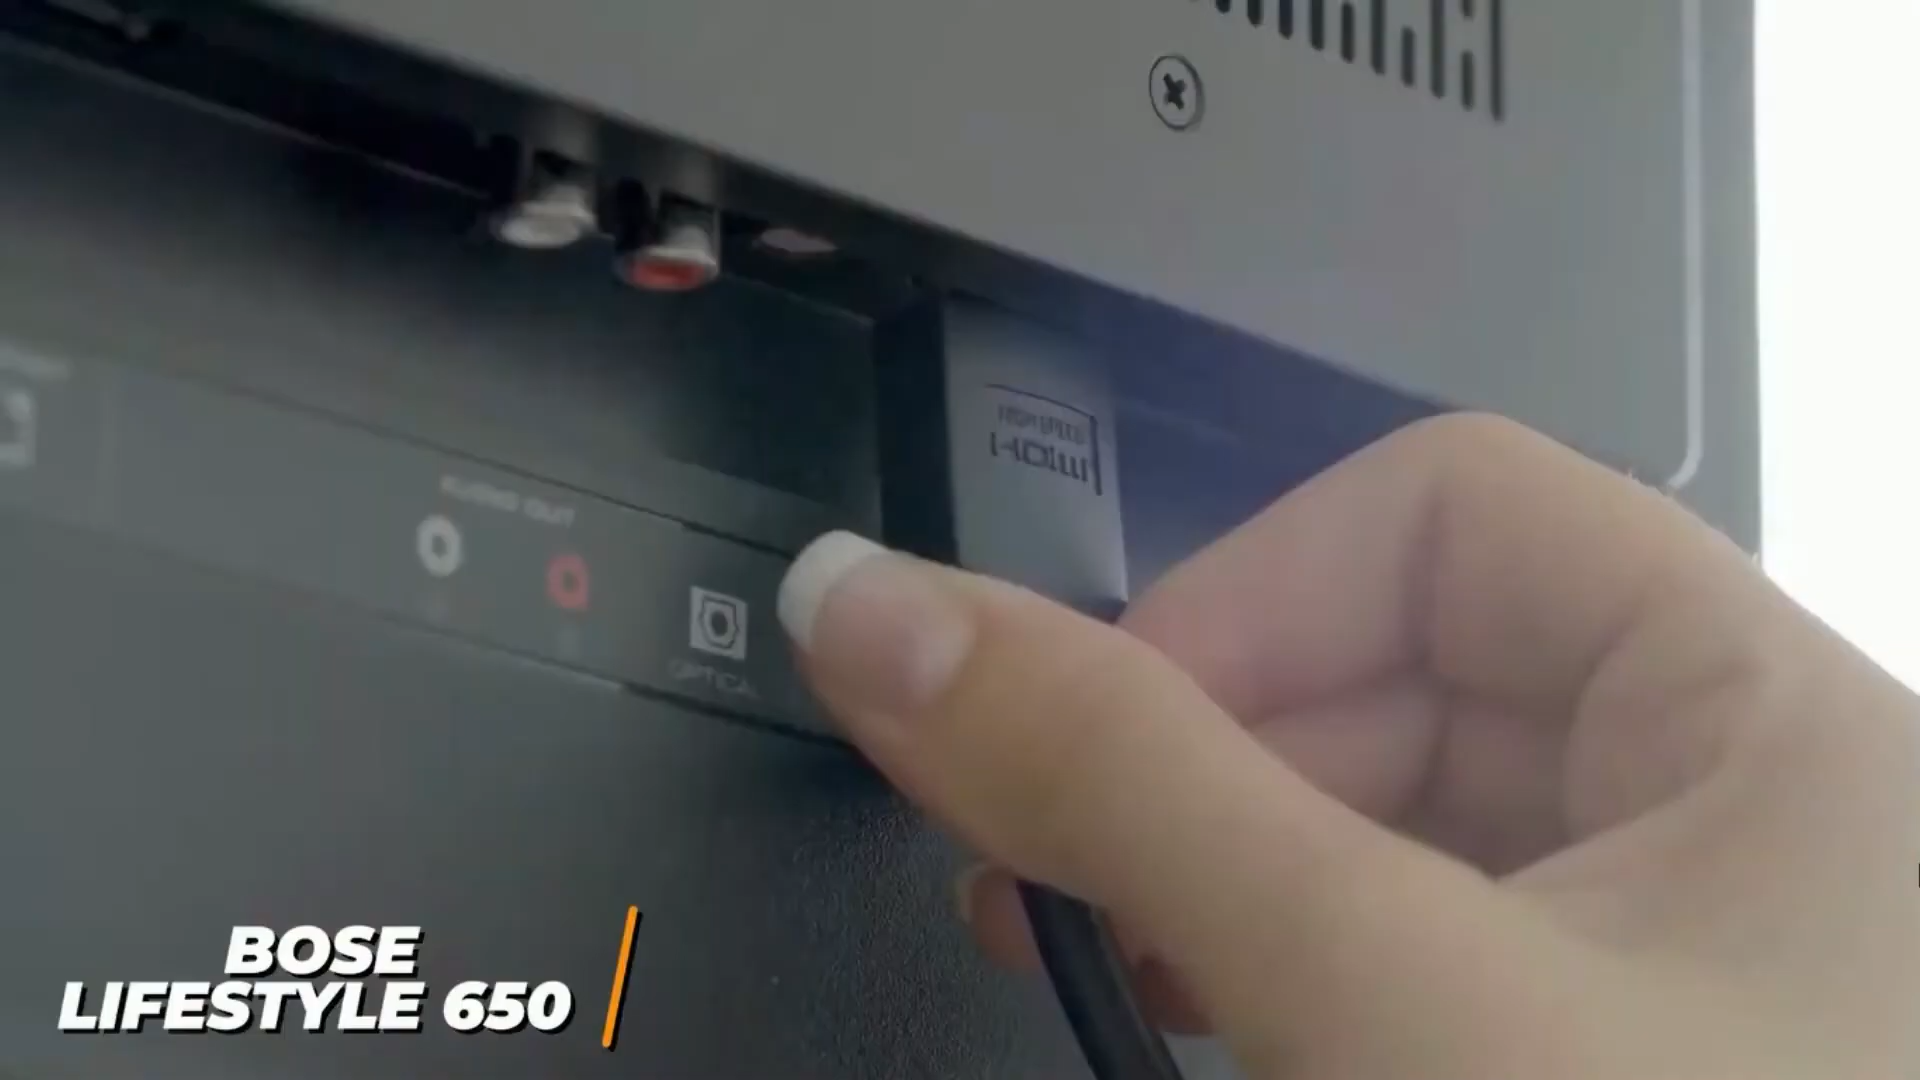 HIGH SPEED
HDMI
AUDIO OUT
OPTICAL
BOSE
LIFESTYLE 650